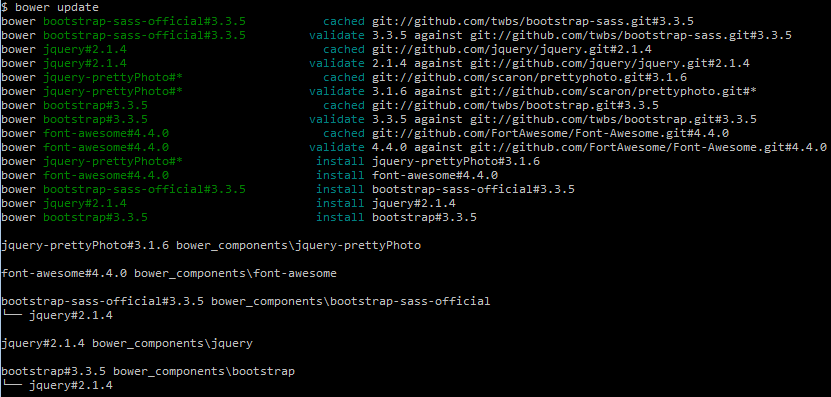 $ bower update
bower bootstrap-sass-official#3.3.5 cached git://github.com/twbs/bootstrap-sass.git#3.3.5
bower bootstrap-sass-official#3.3.5 validate 3.3.5 against git://github.com/twbs/bootstrap-sass.git#3.3.5
bower jquery#2.1.4 cached git://github.com/jquery/jquery.git#2.1.4
bower jquery#2.1.4 validate 2.1.4 against git://github.com/jquery/jquery.git#2.1.4
bower jquery-prettyPhoto#* cached git://github.com/scaron/prettyphoto.git#3.1.6
bower jquery-prettyPhoto#* validate 3.1.6 against git://github.com/scaron/prettyphoto.git#*
bower bootstrap#3.3.5 cached git://github.com/twbs/bootstrap.git#3.3.5
bower bootstrap#3.3.5 validate 3.3.5 against git://github.com/twbs/bootstrap.git#3.3.5
bower font-awesome#4.4.0 cached git://github.com/FortAwesome/Font-Awesome.git#4.4.0
bower font-awesome#4.4.0 validate 4.4.0 against git://github.com/FortAwesome/Font-Awesome.git#4.4.0
bower jquery-prettyPhoto#* install jquery-prettyPhoto#3.1.6
bower font-awesome#4.4.0 install font-awesome#4.4.0
bower bootstrap-sass-official#3.3.5 install bootstrap-sass-official#3.3.5
bower jquery#2.1.4 install jquery#2.1.4
bower bootstrap#3.3.5 install bootstrap#3.3.5
jquery-prettyPhoto#3.1.6 bower_components\jquery-prettyPhoto
font-awesome#4.4.0 bower_components\font-awesome
bootstrap-sass-official#3.3.5 bower_components\bootstrap-sass-official
└── jquery#2.1.4
jquery#2.1.4 bower_components\jquery
bootstrap#3.3.5 bower_components\bootstrap
└── jquery#2.1.4